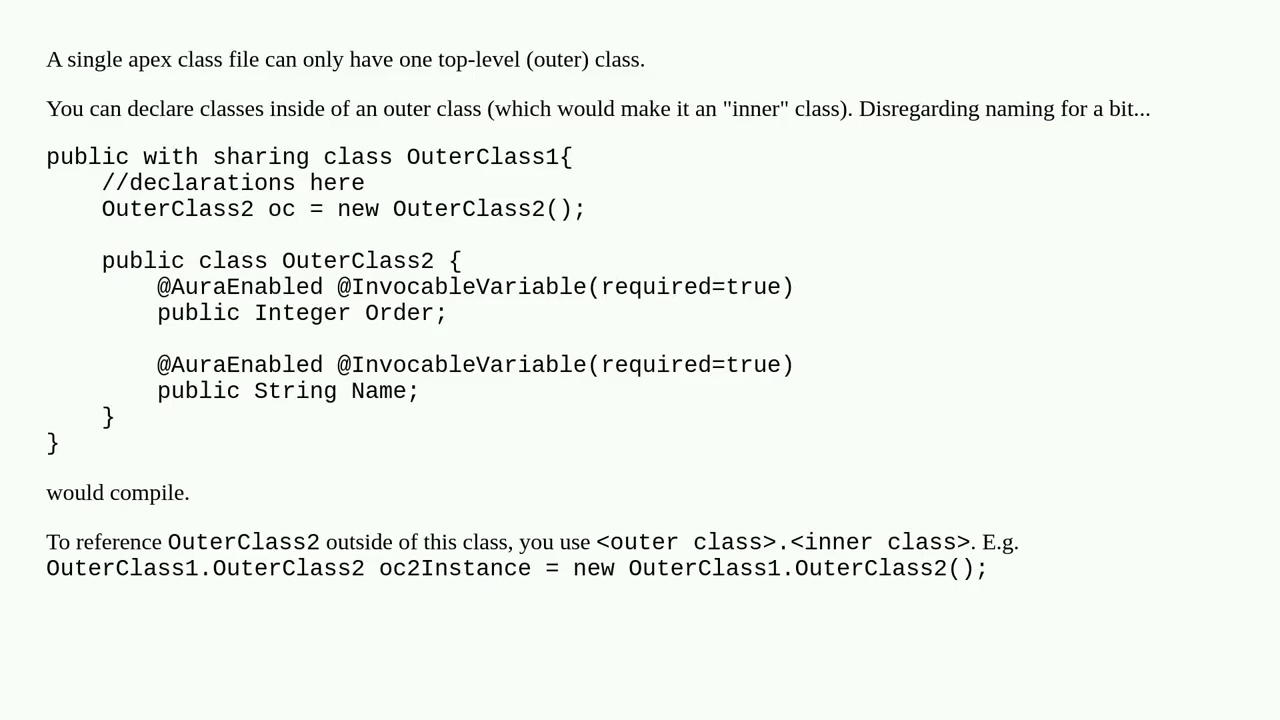 A single apex class file can only have one top-level (outer) class.
You can declare classes inside of an outer class (which would make it an "inner" class). Disregarding naming for a bit...
public with sharing class OuterClass1{
    //declarations here
    OuterClass2 oc = new OuterClass2();

    public class OuterClass2 {
        @AuraEnabled @InvocableVariable(required=true)
        public Integer Order;

        @AuraEnabled @InvocableVariable(required=true)
        public String Name;
    }
}
would compile.
To reference OuterClass2 outside of this class, you use <outer class>.<inner class>. E.g.
OuterClass1.OuterClass2 oc2Instance = new OuterClass1.OuterClass2();